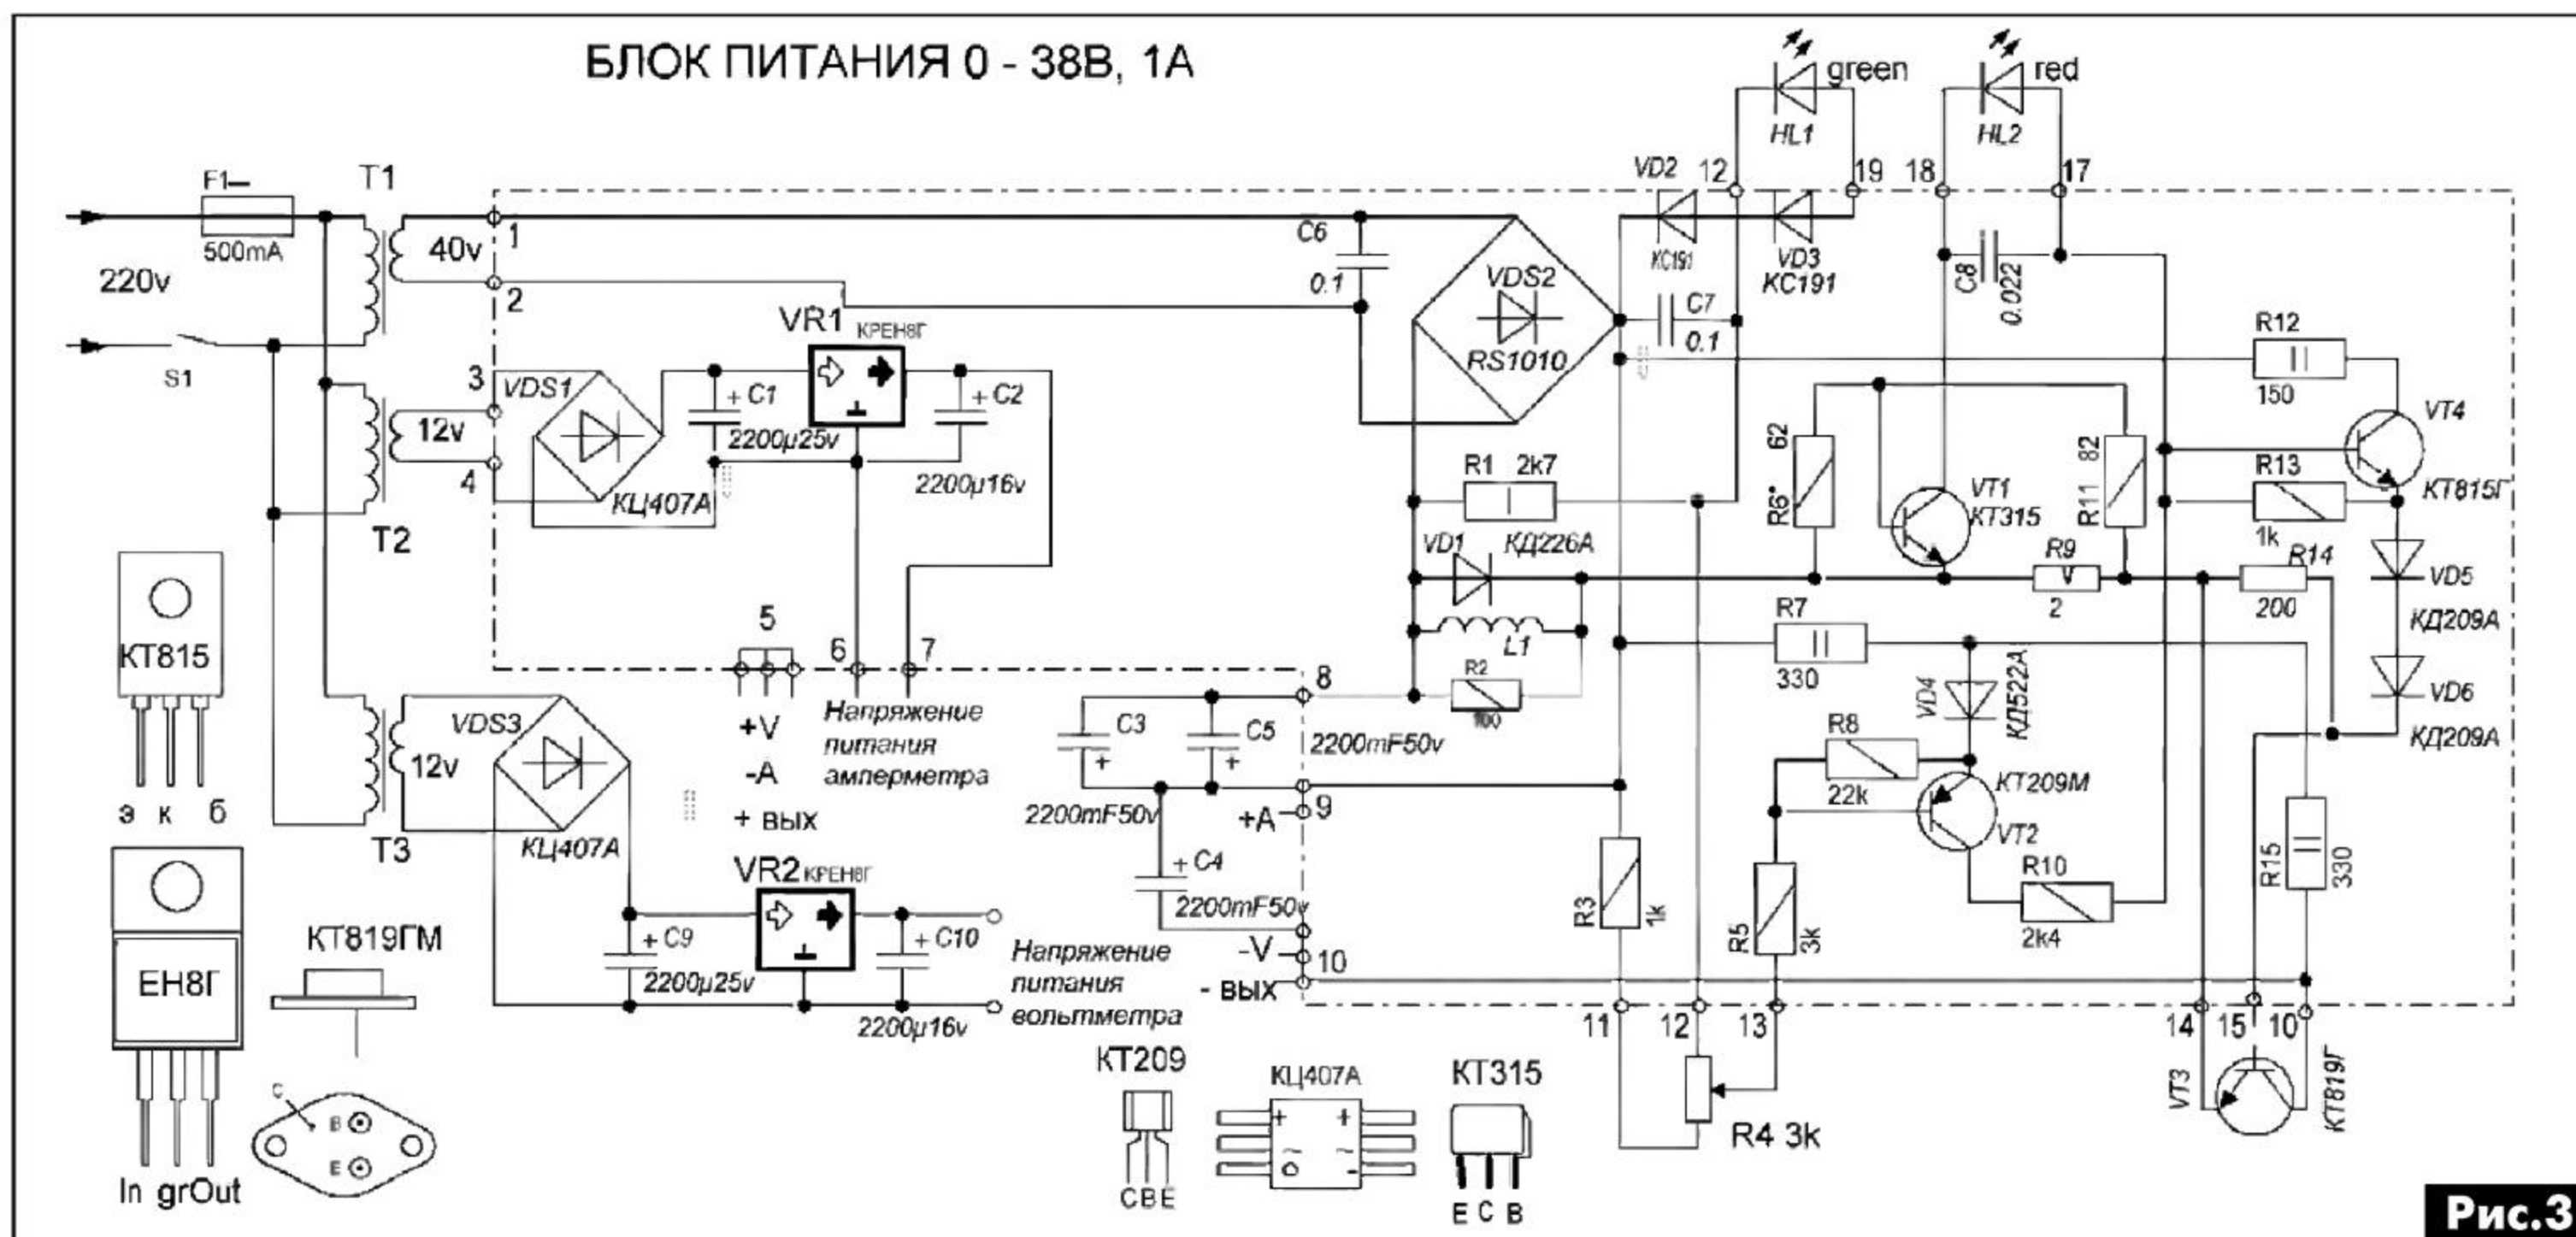 БЛОК ПИТАНИЯ 0 - 38В, 1А
green
red
HL1
HL2
F1
500mA
T1
40v
1
2
220v
S1
VD2
12
19
18
17
КС191
VD3
КС191
C6
0.1
VDS2
RS1010
C7
0.1
C8
0.022
R12
150
VR1
КРЕН8Г
3
VDS1
12v
4
+ C1
2200µ25v
+ C2
2200µ16v
КЦ407А
T2
R1 2k7
R6* 62
VT1
КТ315
R11 82
VT4
КТ815Г
R13
1k
VD1
КД226А
L1
R2
100
R9
2
R14
200
VD5
КД209А
VD6
КД209А
КТ815
э к б
5
6
7
+V
-A
+ вых
Напряжение
питания
амперметра
VDS3
12v
T3
КЦ407А
8
C3
+
C5
+
2200mF50v
2200mF50v
9
+A
+ C4
2200mF50v
-V
10
- вых
R7
330
VD4
КД522А
R8
22k
КТ209М
VT2
R10
2k4
R15
330
R3
1k
R5
3k
VR2
КРЕН8Г
+ C9
2200µ25v
+ C10
2200µ16v
Напряжение
питания
вольтметра
КТ819ГМ
ЕН8Г
In grOut
C
B
E
11
12
13
14
15
10
КТ209
CBE
КЦ407А
+ +
~ ~
-
КТ315
E C B
R4 3k
VT3
КТ819Г
Рис.3